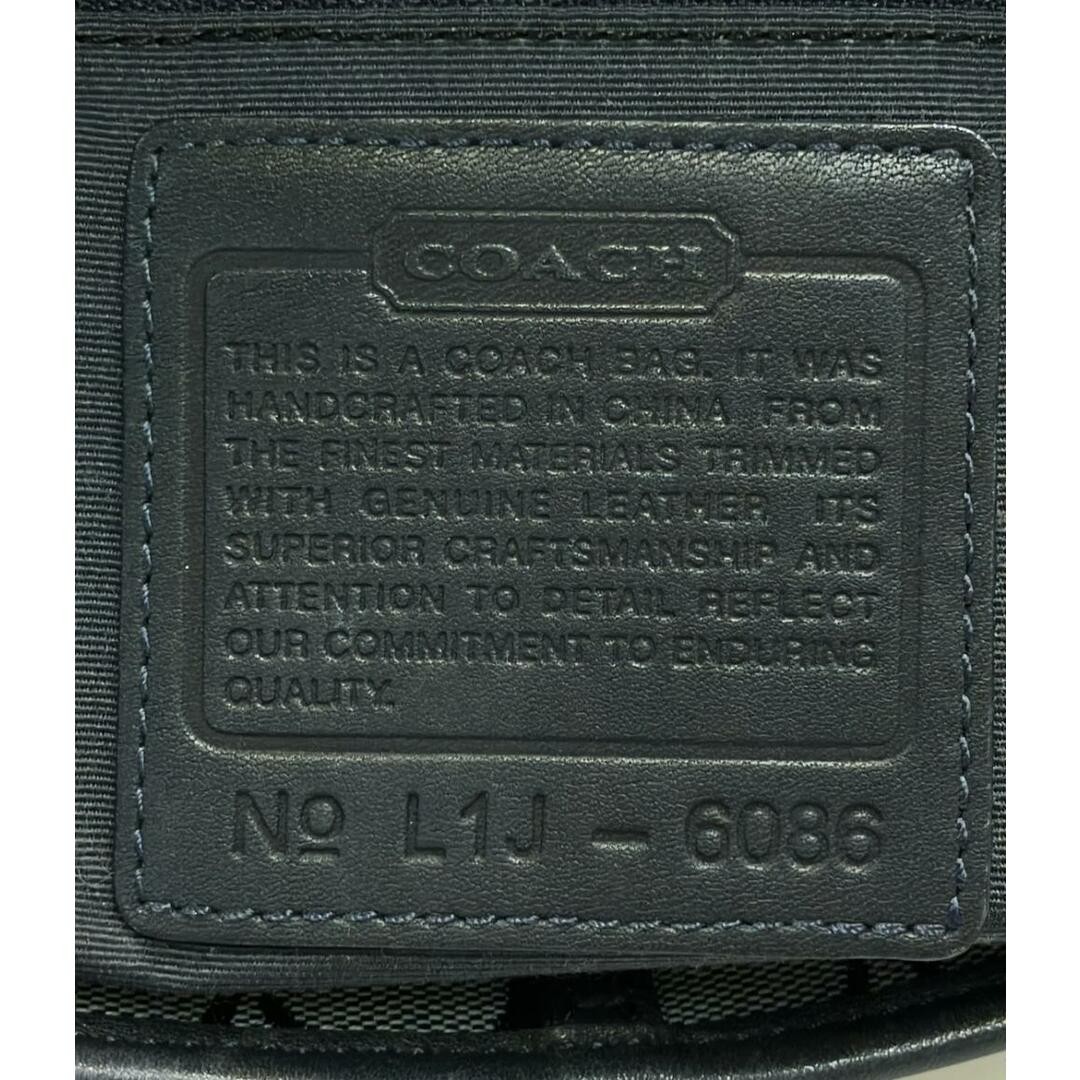 COACH
THIS IS A COACH BAG. IT WAS
HANDCRAFTED IN CHINA FROM
THE FINEST MATERIALS TRIMMED
WITH GENUINE LEATHER ITS
SUPERIOR CRAFTSMANSHIP AND
ATTENTION TO DETAIL REFLECT
OUR COMMITMENT TO ENDURING
QUALITY.
No L1J - 6086